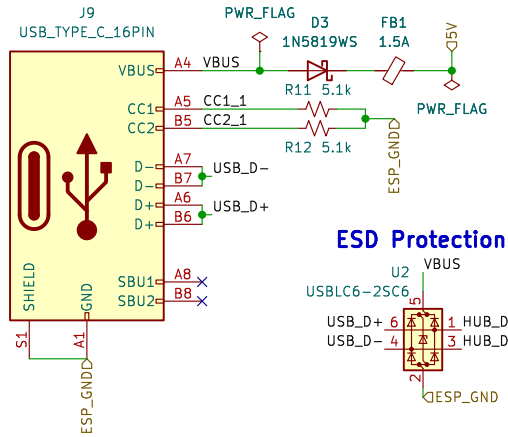 J9
USB_TYPE_C_16PIN
PWR_FLAG
D3
1N5819WS
FB1
1.5A
5V
VBUS
A4
VBUS
PWR_FLAG
R11 5.1k
CC1
A5
CC1_1
CC2
B5
CC2_1
R12 5.1k
ESP_GND
D-
A7
USB_D-
D-
B7
D+
A6
USB_D+
D+
B6
SBU1
A8
SBU2
B8
SHIELD
GND
S1
A1
ESP_GND
ESD Protection
U2
VBUS
USBLC6-2SC6
5
USB_D+
6
1
HUB_D
USB_D-
4
3
HUB_D
2
ESP_GND